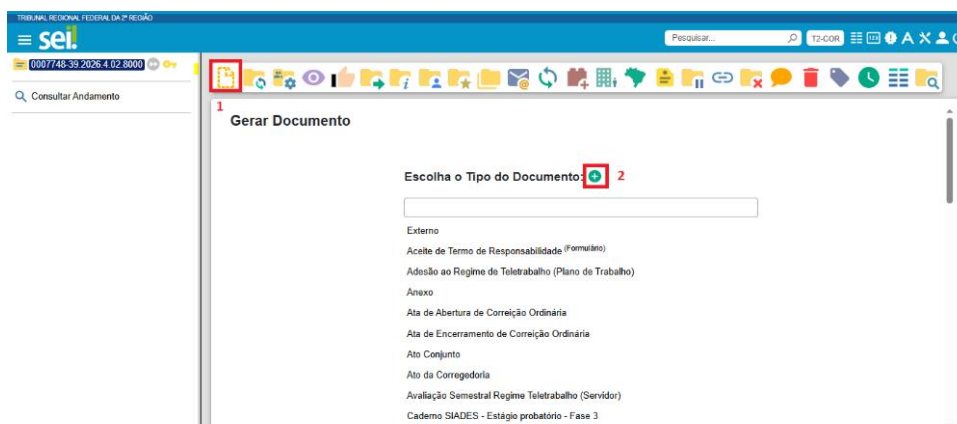 TRIBUNAL REGIONAL FEDERAL DA 2ª REGIÃO
sei!
Pesquisar...
T2-COR
0007748-39.2026.4.02.8000
Consultar Andamento
1
Gerar Documento
Escolha o Tipo do Documento: 2
Externo
Aceite de Termo de Responsabilidade (Formulário)
Adesão ao Regime de Teletrabalho (Plano de Trabalho)
Anexo
Ata de Abertura de Correição Ordinária
Ata de Encerramento de Correição Ordinária
Ato Conjunto
Ato da Corregedoria
Avaliação Semestral Regime Teletrabalho (Servidor)
Caderno SIADES - Estágio probatório - Fase 3